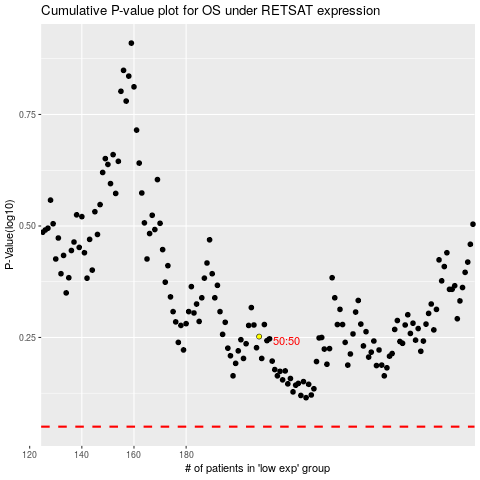 Cumulative P-value plot for OS under RETSAT expression
P-Value(log10)
0.75
0.50
0.25
50:50
120 140 160 180
# of patients in 'low exp' group